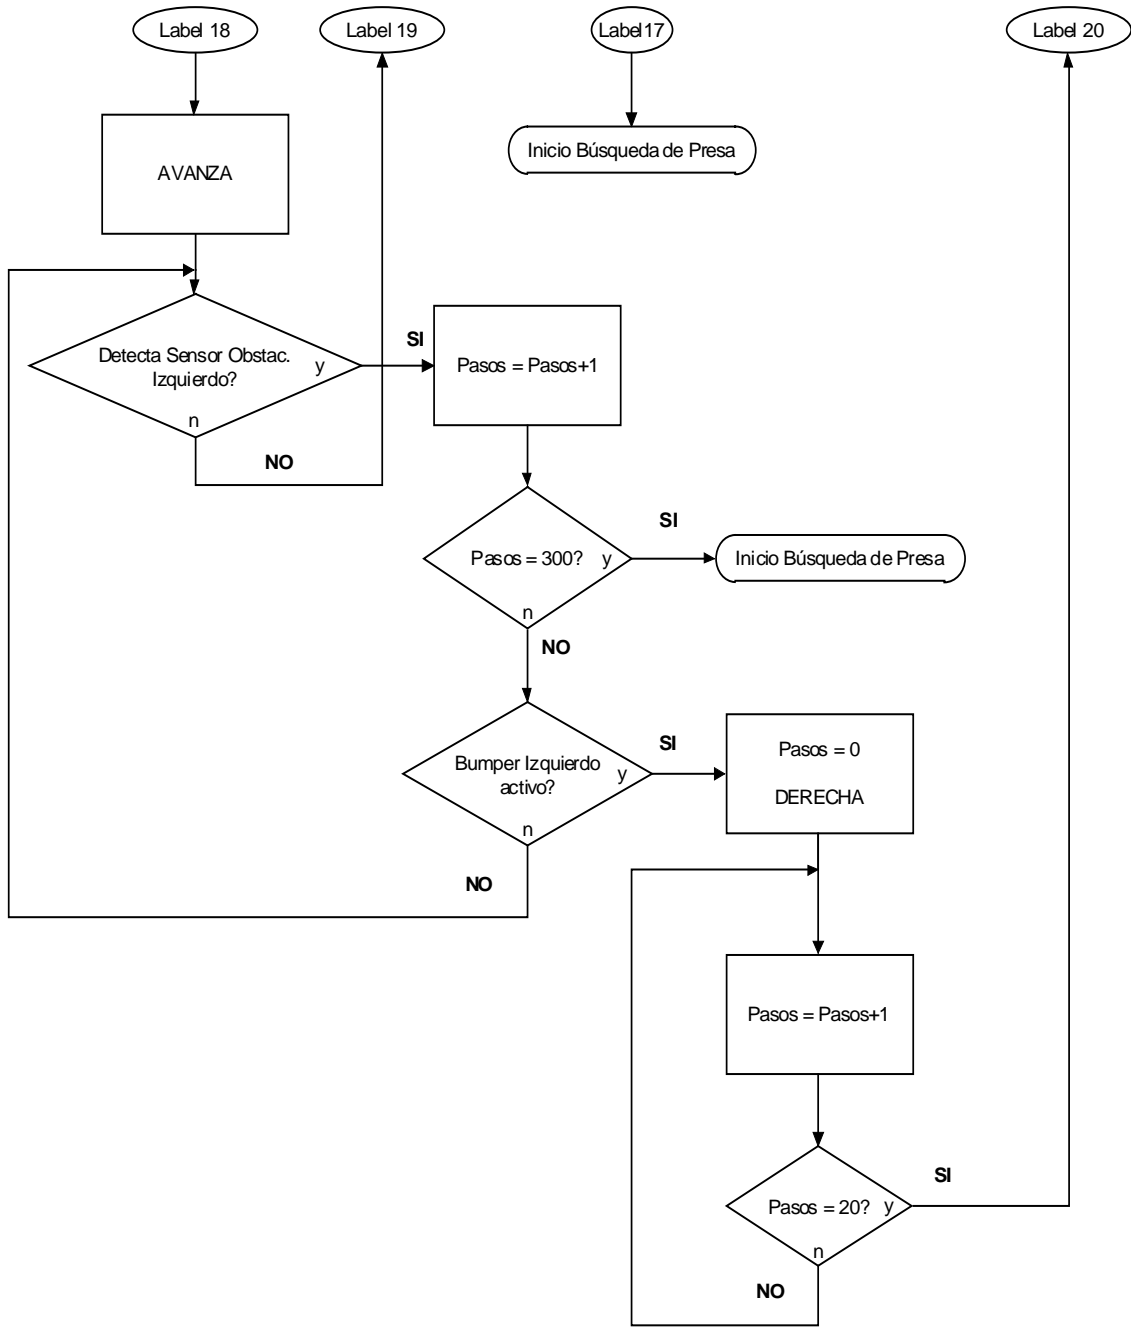 Label 18
Label 19
Label17
Label 20
Inicio Búsqueda de Presa
AVANZA
Detecta Sensor Obstac.
Izquierdo?
y
n
SI
NO
Pasos = Pasos+1
Pasos = 300?
y
n
SI
NO
Inicio Búsqueda de Presa
Bumper Izquierdo
activo?
y
n
SI
NO
Pasos = 0
DERECHA
Pasos = Pasos+1
Pasos = 20?
y
n
SI
NO